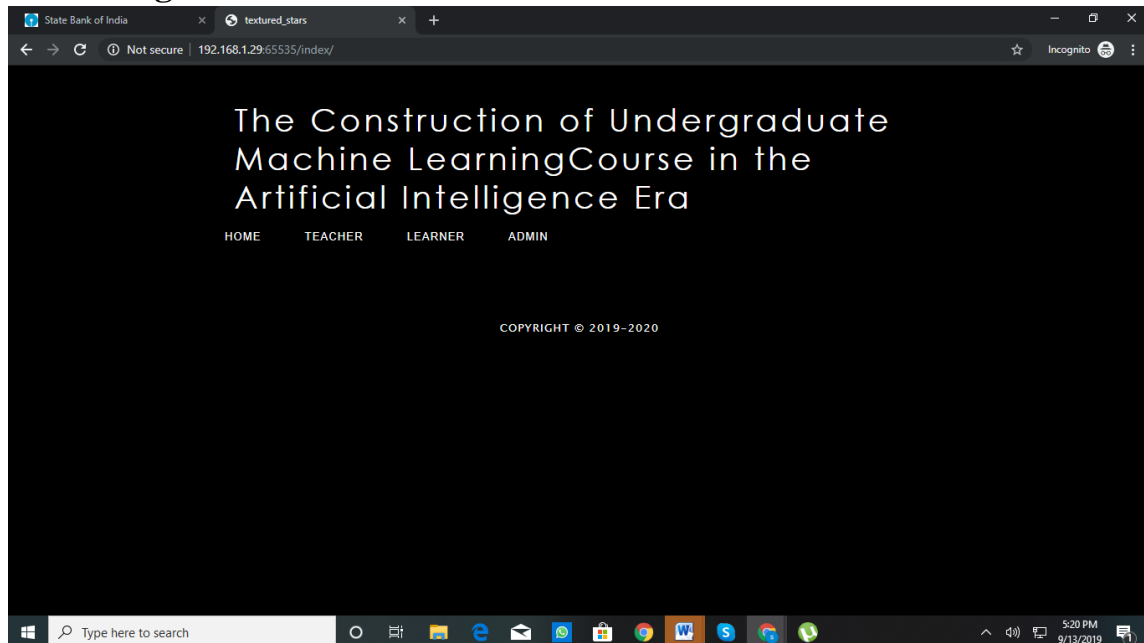 State Bank of India
textured_stars
Not secure | 192.168.1.29:65535/index/
Incognito
The Construction of Undergraduate
Machine LearningCourse in the
Artificial Intelligence Era
HOME TEACHER LEARNER ADMIN
COPYRIGHT © 2019-2020
Type here to search
5:20 PM
9/13/2019